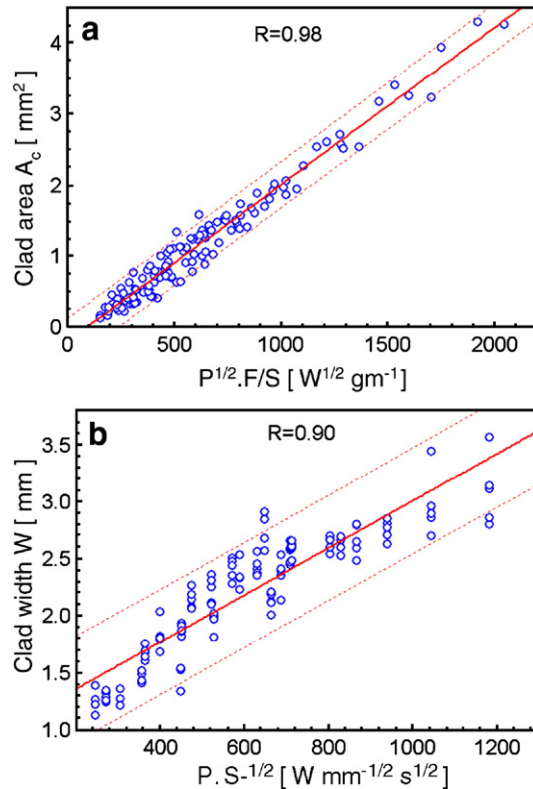 a
R=0.98
Clad area A_c [ mm² ]
4
3
2
1
0
0 500 1000 1500 2000
P^1/2.F/S [ W^1/2 gm^-1]
b
R=0.90
Clad width W [ mm ]
3.5
3.0
2.5
2.0
1.5
1.0
400 600 800 1000 1200
P.S-^1/2 [ W mm^-1/2 s^1/2]